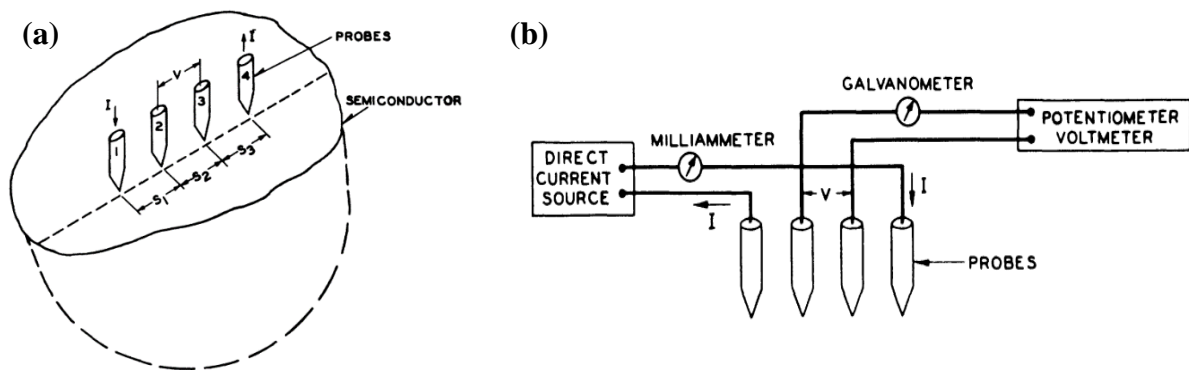 (a)
I
PROBES
V
4
I
3
SEMICONDUCTOR
2
1
S3
S2
S1
(b)
GALVANOMETER
POTENTIOMETER
VOLTMETER
MILLIAMMETER
DIRECT
CURRENT
SOURCE
I
V
I
PROBES